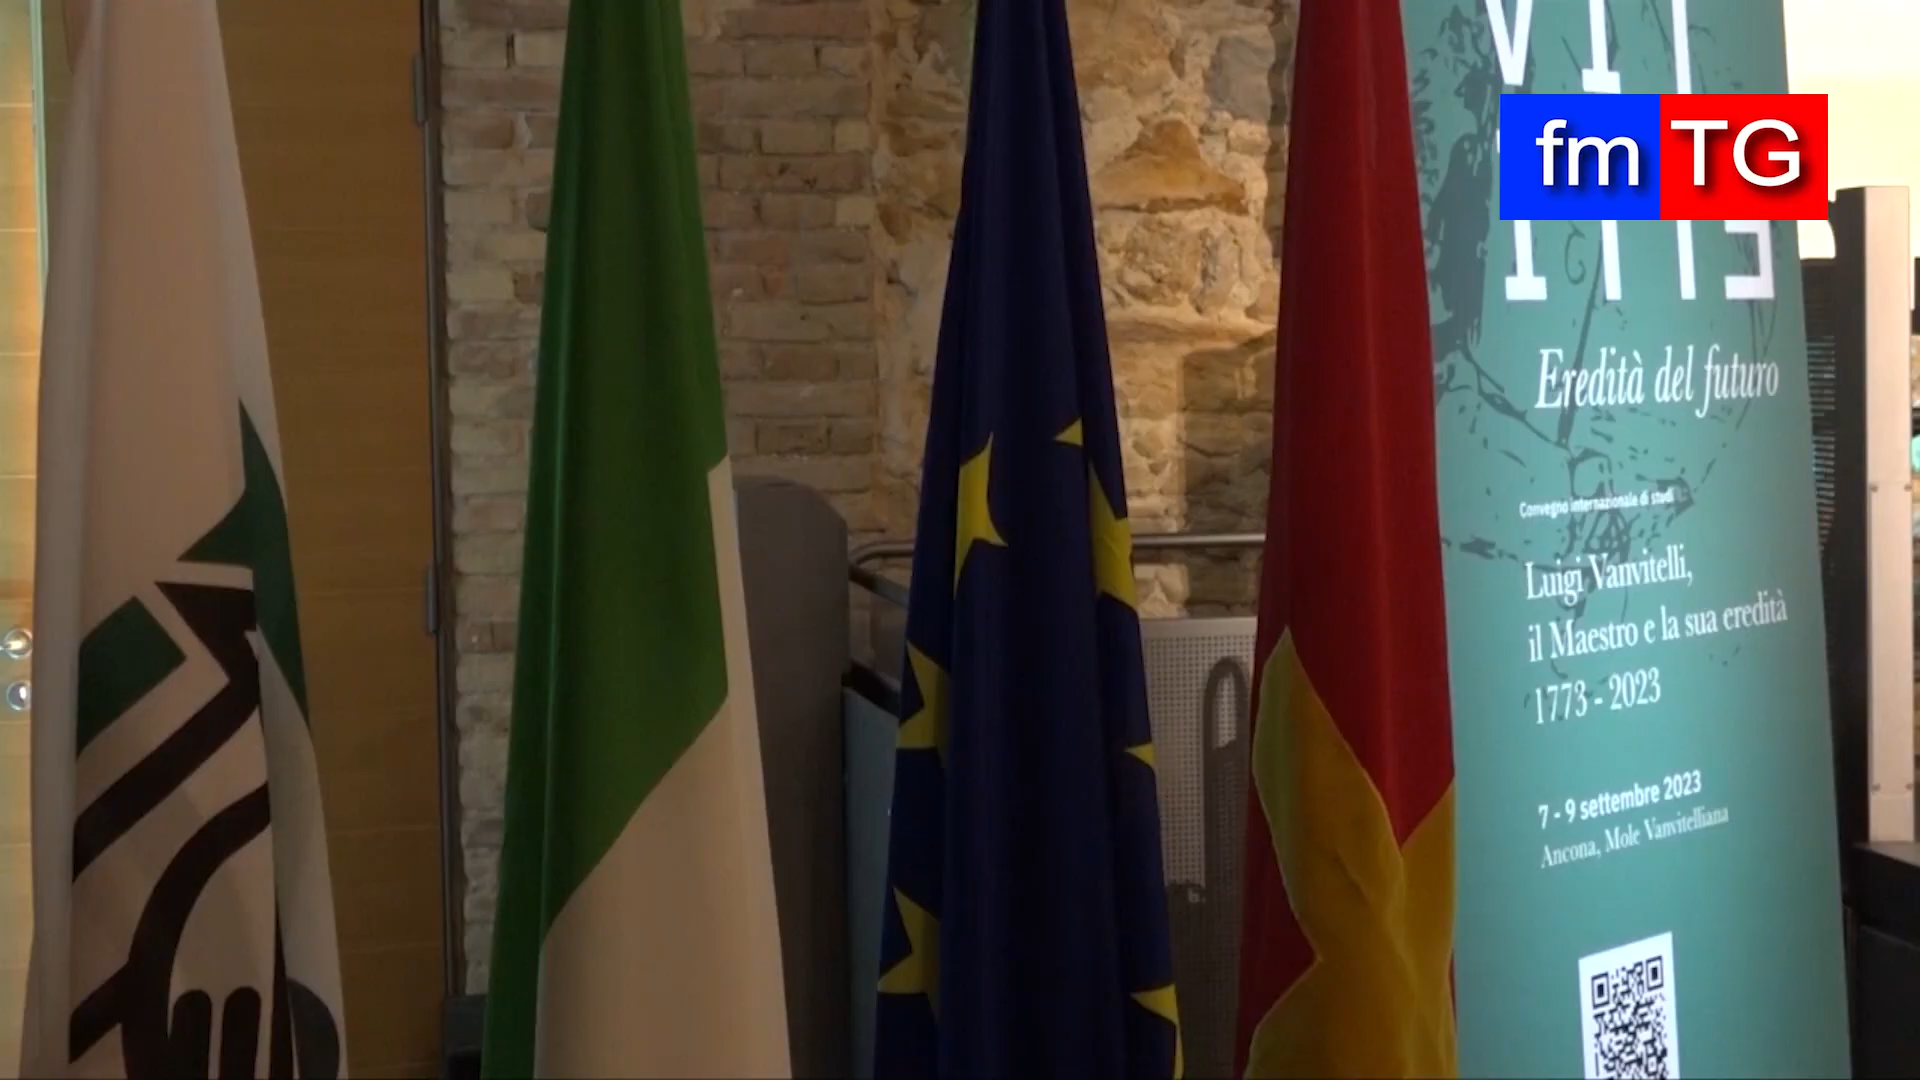 VIT
fm TG
Eredità del futuro
Convegno internazionale di studi
Luigi Vanvitelli,
il Maestro e la sua eredità
1773 - 2023
7 - 9 settembre 2023
Ancona, Mole Vanvitelliana